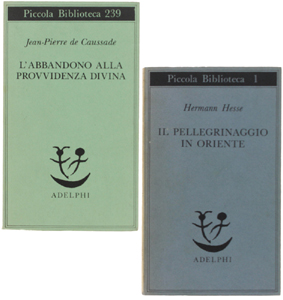 Piccola Biblioteca 239
Jean-Pierre de Caussade
L'ABBANDONO ALLA
PROVVIDENZA DIVINA
ADELPHI
Piccola Biblioteca 1
Hermann Hesse
IL PELLEGRINAGGIO
IN ORIENTE
ADELPHI